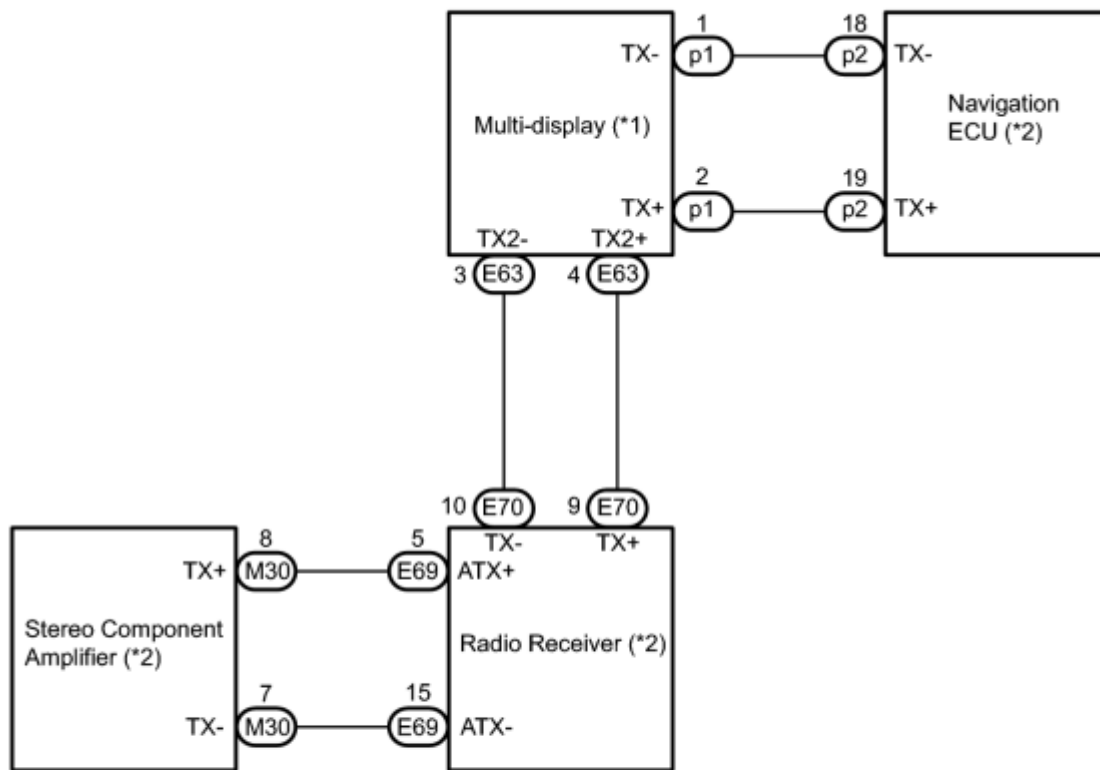 1 18
TX- p1 p2 TX-
Multi-display (*1)
Navigation
ECU (*2)
2 19
TX+ p1 p2 TX+
TX2- TX2+
3 E63 4 E63
10 E70 9 E70
TX- TX+
8 5
TX+ M30 E69 ATX+
Stereo Component
Amplifier (*2)
Radio Receiver (*2)
7 15
TX- M30 E69 ATX-